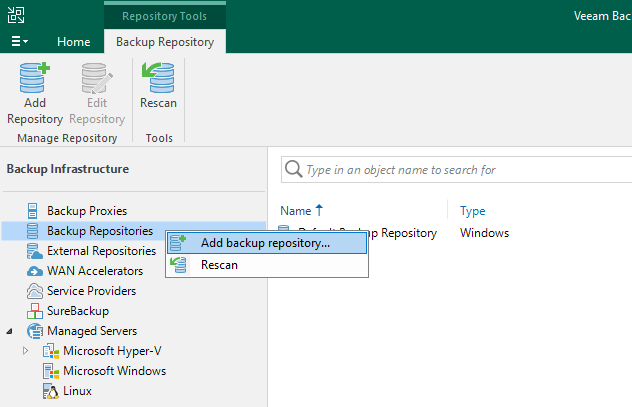 Repository Tools
Veeam Bac
Home
Backup Repository
Add Repository
Edit Repository
Rescan
Manage Repository
Tools
Backup Infrastructure
Type in an object name to search for
Name
Type
Backup Proxies
Backup Repositories
Default Backup Repository
Windows
Add backup repository...
External Repositories
Rescan
WAN Accelerators
Service Providers
SureBackup
Managed Servers
Microsoft Hyper-V
Microsoft Windows
Linux